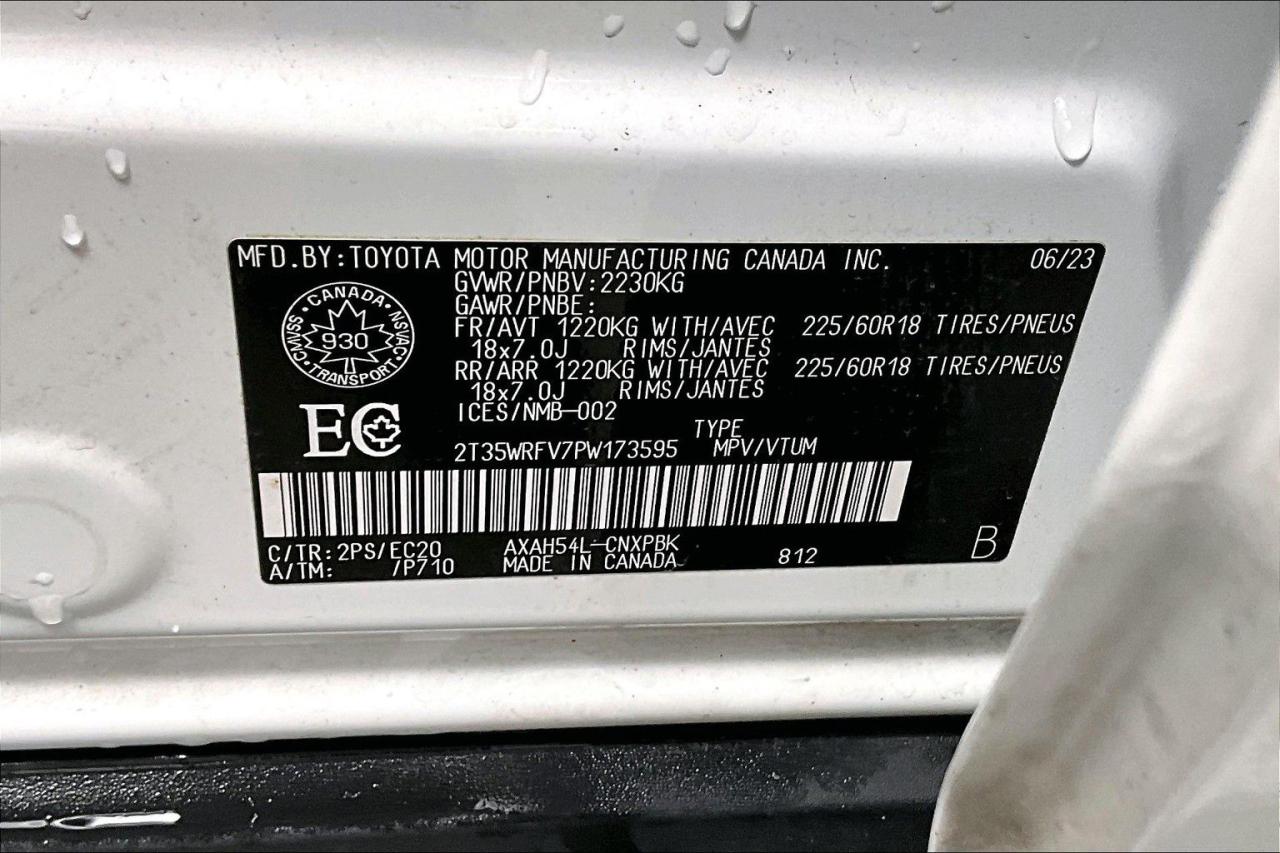 MFD.BY:TOYOTA MOTOR MANUFACTURING CANADA INC. 06/23
GVWR/PNBV:2230KG
GAWR/PNBE:
FR/AVT 1220KG WITH/AVEC 225/60R18 TIRES/PNEUS
18x7.0J RIMS/JANTES
RR/ARR 1220KG WITH/AVEC 225/60R18 TIRES/PNEUS
18x7.0J RIMS/JANTES
ICES/NMB-002
CANADA
CMVSS 930 NSVAC
TRANSPORT
EC
TYPE
2T35WRFV7PW173595 MPV/VTUM
C/TR:2PS/EC20 AXAH54L-CNXPBK 812 B
A/TM: /P710 MADE IN CANADA